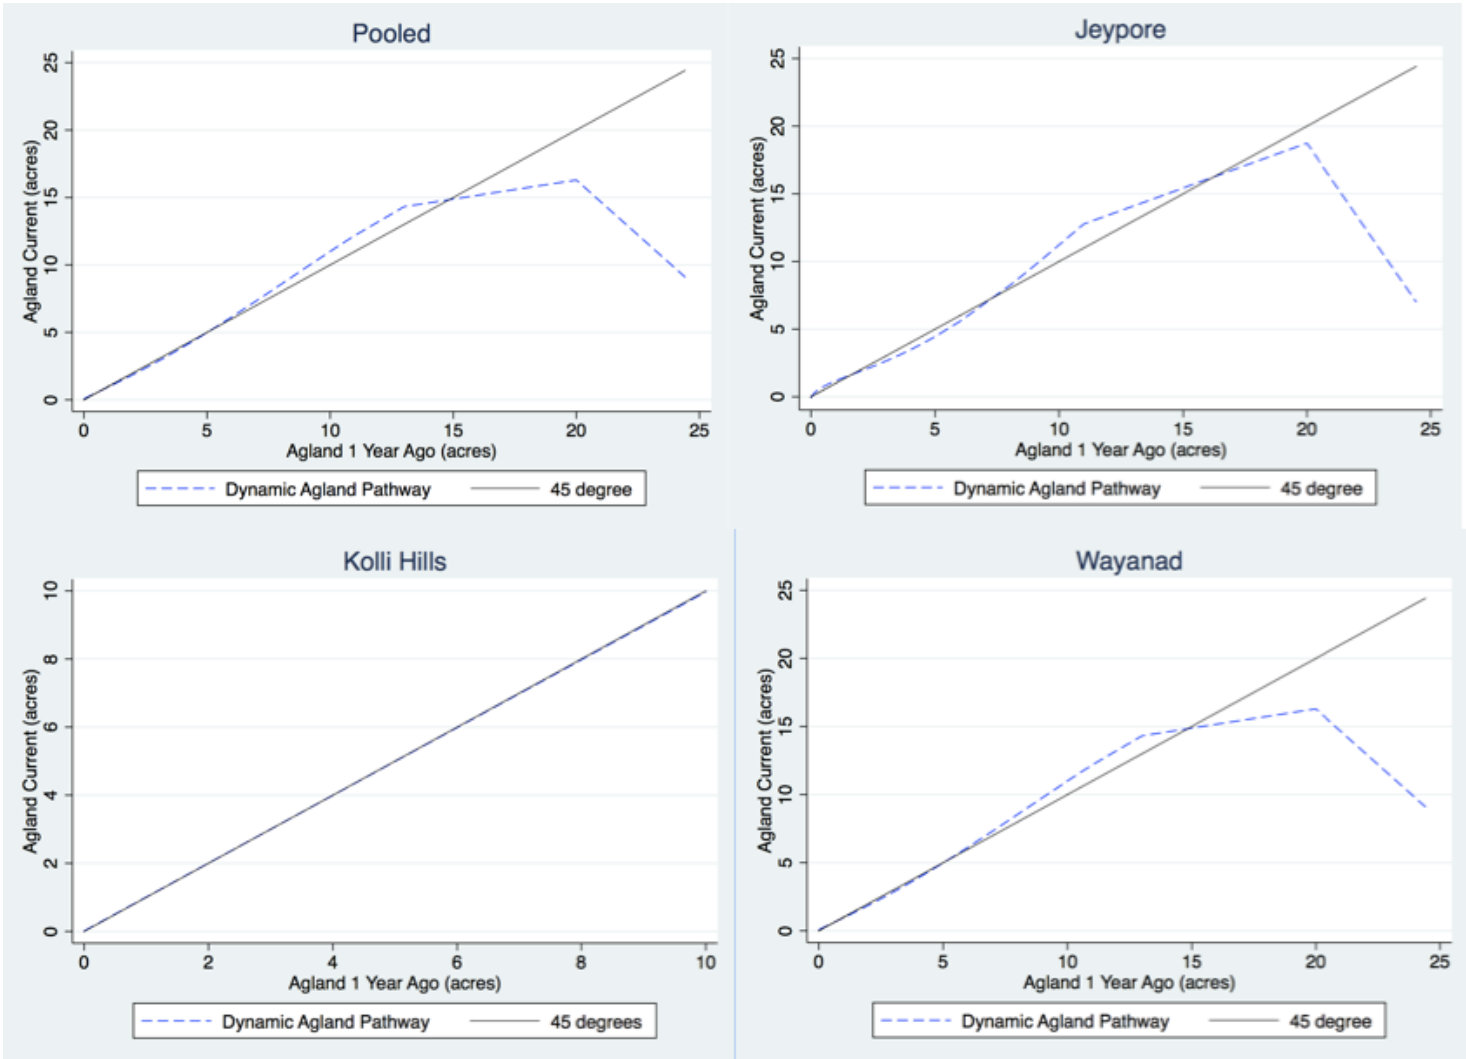 Pooled
25
20
15
10
5
0
Agland Current (acres)
0 5 10 15 20 25
Agland 1 Year Ago (acres)
Dynamic Agland Pathway 45 degree
Jeypore
25
20
15
10
5
0
Agland Current (acres)
0 5 10 15 20 25
Agland 1 Year Ago (acres)
Dynamic Agland Pathway 45 degree
Kolli Hills
10
8
6
4
2
0
Agland Current (acres)
0 2 4 6 8 10
Agland 1 Year Ago (acres)
Dynamic Agland Pathway 45 degrees
Wayanad
25
20
15
10
5
0
Agland Current (acres)
0 5 10 15 20 25
Agland 1 Year Ago (acres)
Dynamic Agland Pathway 45 degree